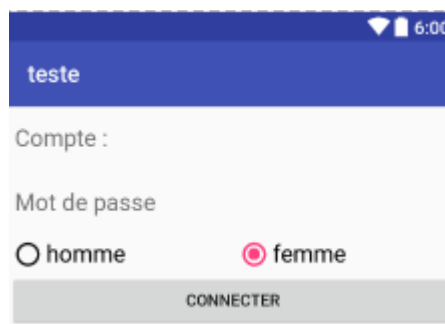 6:00
teste
Compte :
Mot de passe
homme femme
CONNECTER